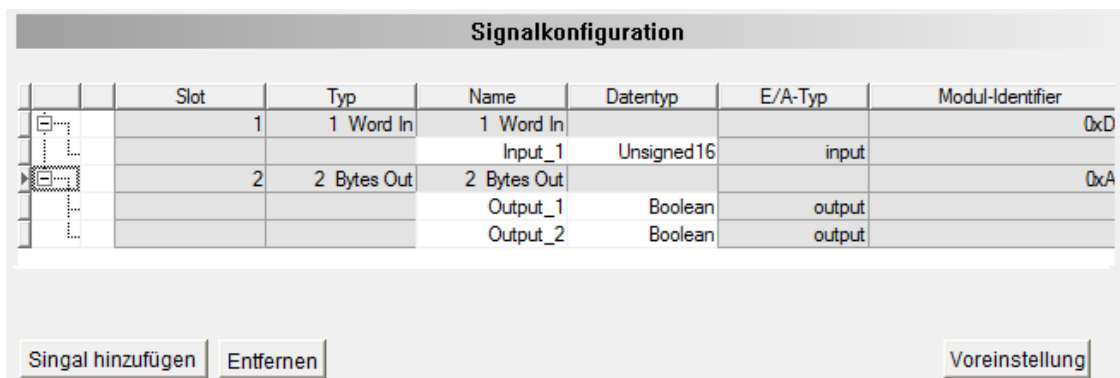 Signalkonfiguration
Slot Typ Name Datentyp E/A-Typ Modul-Identifier
1 1 Word In 1 Word In 0xD
Input_1 Unsigned16 input
2 2 Bytes Out 2 Bytes Out 0xA
Output_1 Boolean output
Output_2 Boolean output
Singal hinzufügen Entfernen Voreinstellung